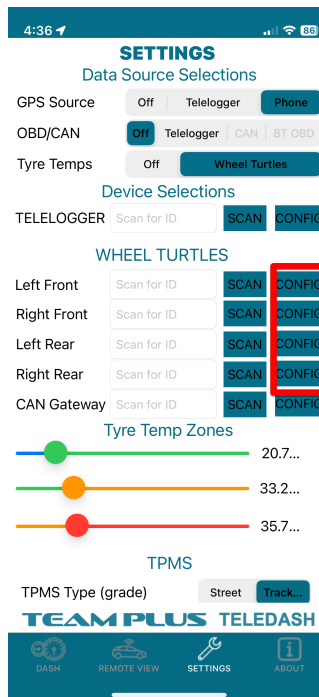 4:36 86
SETTINGS
Data Source Selections
GPS Source Off Telelogger Phone
OBD/CAN Off Telelogger CAN BT OBD
Tyre Temps Off Wheel Turtles
Device Selections
TELELOGGER Scan for ID SCAN CONFIG
WHEEL TURTLES
Left Front Scan for ID SCAN CONFIG
Right Front Scan for ID SCAN CONFIG
Left Rear Scan for ID SCAN CONFIG
Right Rear Scan for ID SCAN CONFIG
CAN Gateway Scan for ID SCAN CONFIG
Tyre Temp Zones
20.7...
33.2...
35.7...
TPMS
TPMS Type (grade) Street Track...
TEAM PLUS TELEDASH
DASH REMOTE VIEW SETTINGS ABOUT